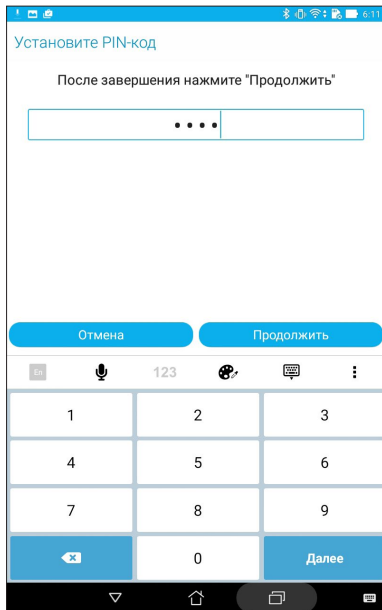 6:11
Установите PIN-код
После завершения нажмите "Продолжить"
••••
Отмена
Продолжить
En
123
1 2 3
4 5 6
7 8 9
0 Далее